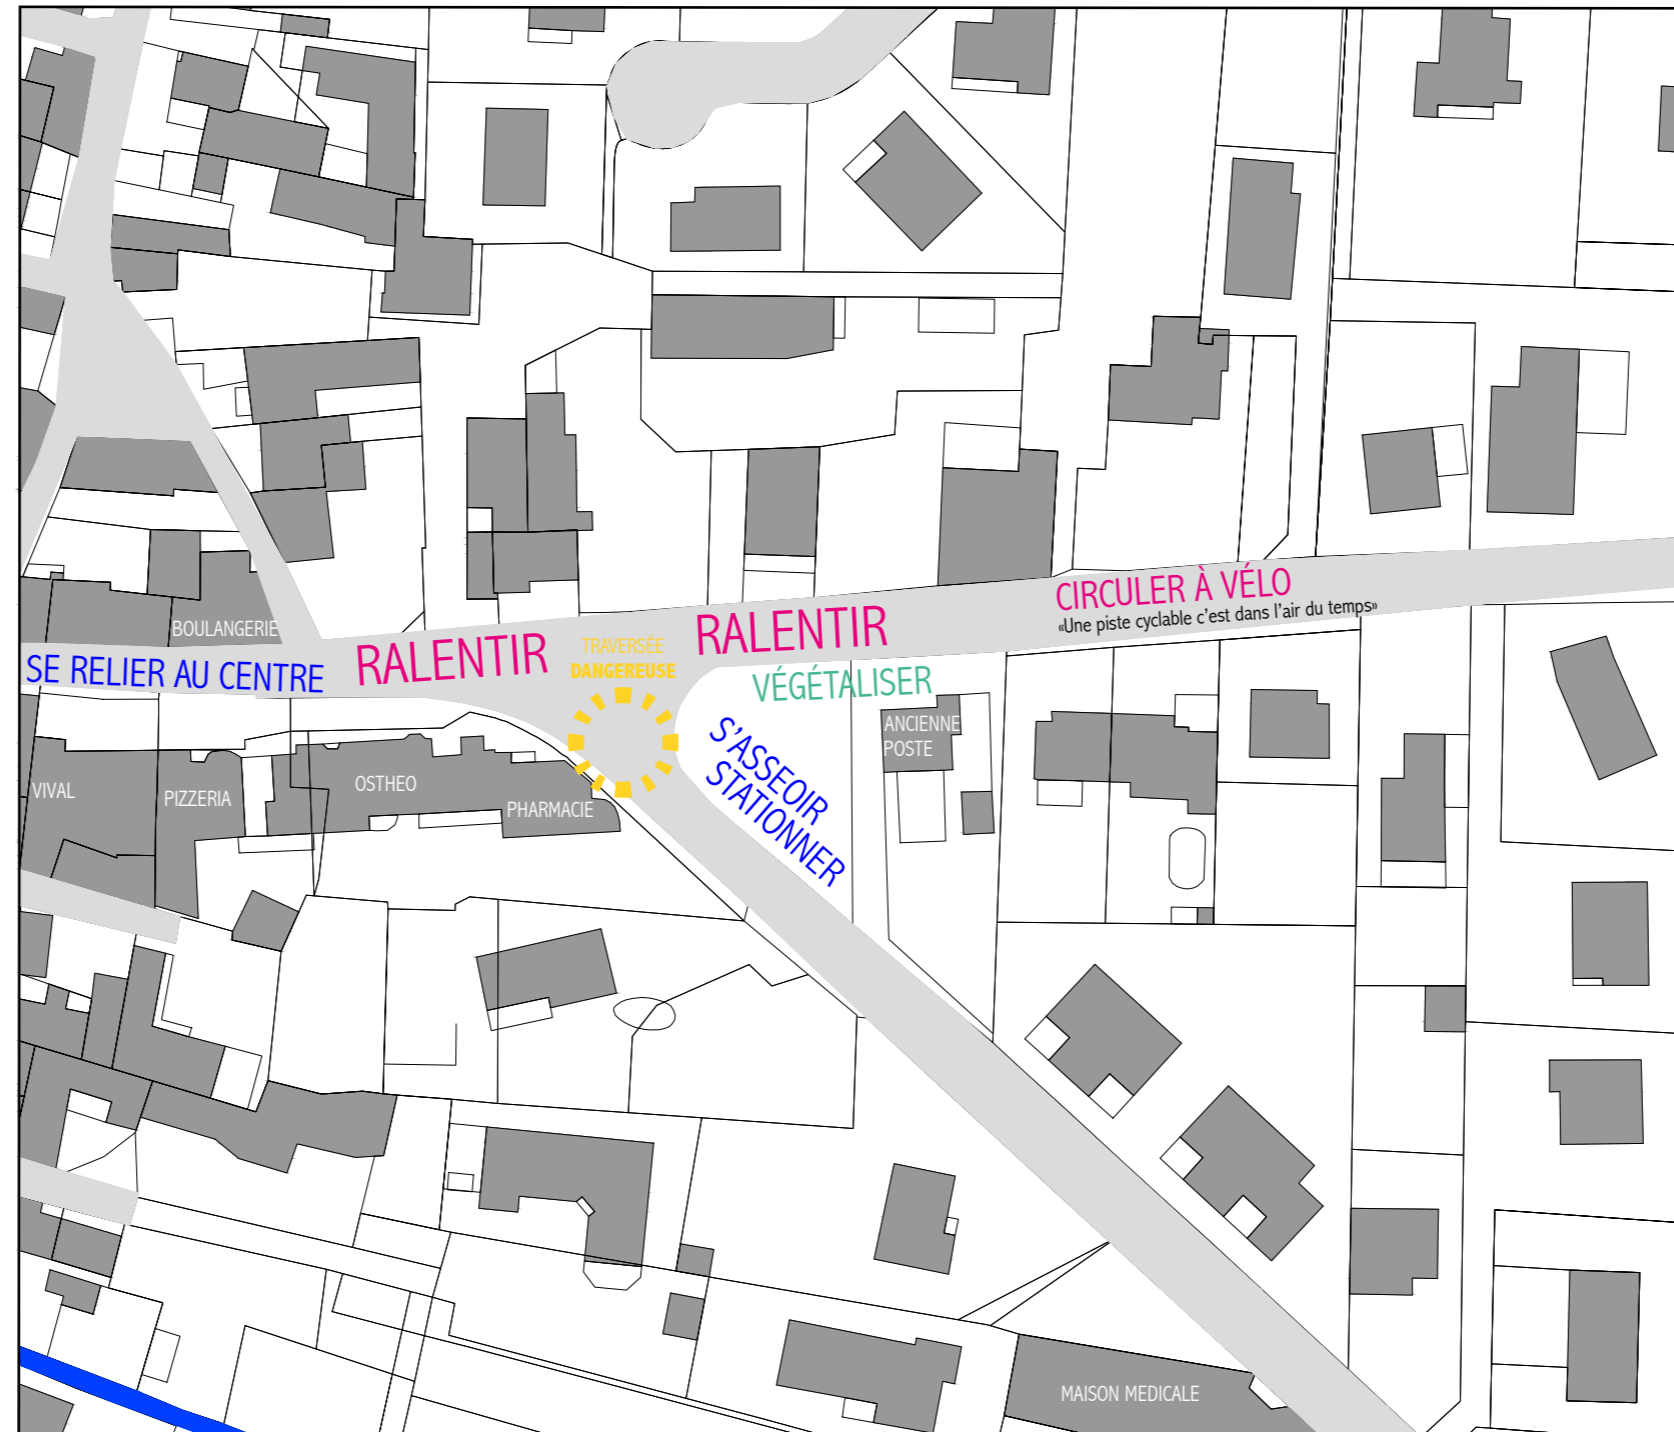 CIRCULER À VÉLO
«Une piste cyclable c'est dans l'air du temps»
BOULANGERIE
SE RELIER AU CENTRE
RALENTIR
TRAVERSÉE
DANGEREUSE
RALENTIR
VÉGÉTALISER
S'ASSEOIR
STATIONNER
ANCIENNE
POSTE
VIVAL
PIZZERIA
OSTHEO
PHARMACIE
MAISON MEDICALE